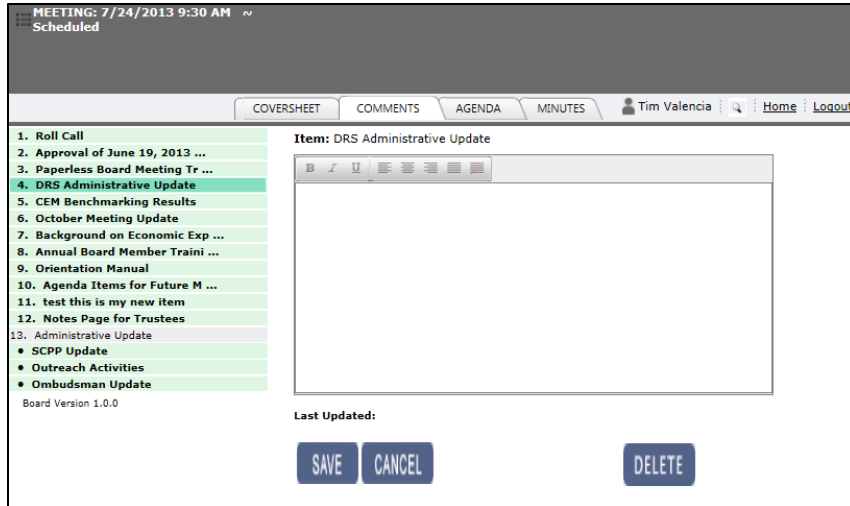 MEETING: 7/24/2013 9:30 AM ~
Scheduled
COVERSHEET COMMENTS AGENDA MINUTES Tim Valencia Home Logout
1. Roll Call
2. Approval of June 19, 2013 ...
3. Paperless Board Meeting Tr ...
4. DRS Administrative Update
5. CEM Benchmarking Results
6. October Meeting Update
7. Background on Economic Exp ...
8. Annual Board Member Traini ...
9. Orientation Manual
10. Agenda Items for Future M ...
11. test this is my new item
12. Notes Page for Trustees
13. Administrative Update
• SCPP Update
• Outreach Activities
• Ombudsman Update
Board Version 1.0.0
Item: DRS Administrative Update
B I U
Last Updated:
SAVE CANCEL DELETE